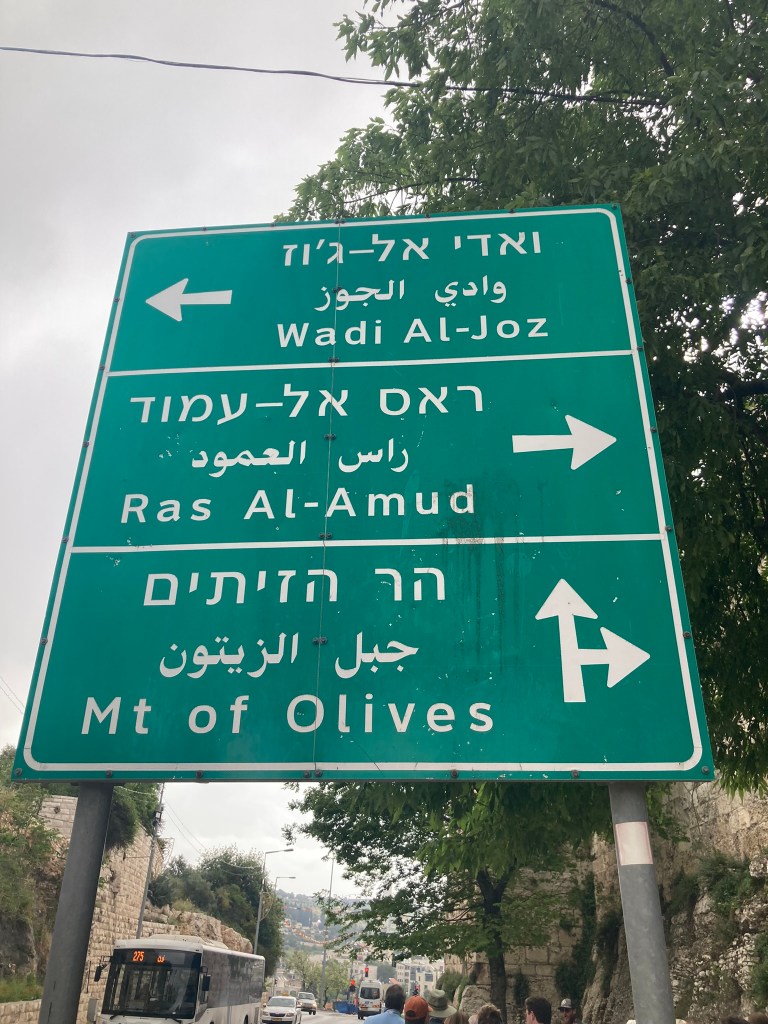 ואדי אל-ג'וז
وادي الجوز
Wadi Al-Joz
ראס אל-עמוד
راس العمود
Ras Al-Amud
הר הזיתים
جبل الزيتون
Mt of Olives
275